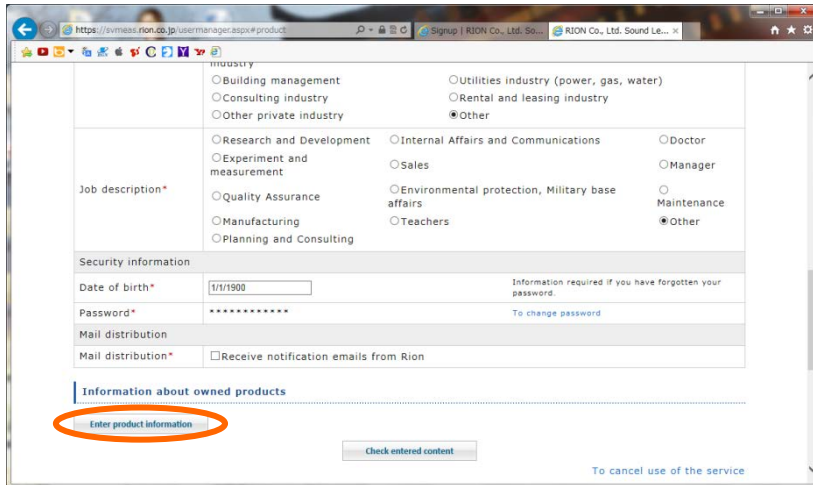 https://svmeas.rion.co.jp/usermanager.aspx#product
Signup | RION Co., Ltd. So...
RION Co., Ltd. Sound Le...
industry
○Building management ○Utilities industry (power, gas, water)
○Consulting industry ○Rental and leasing industry
○Other private industry ◉Other
Job description*
○Research and Development ○Internal Affairs and Communications ○Doctor
○Experiment and measurement ○Sales ○Manager
○Quality Assurance ○Environmental protection, Military base affairs ○Maintenance
○Manufacturing ○Teachers ◉Other
○Planning and Consulting
Security information
Date of birth* 1/1/1900 Information required if you have forgotten your
password.
Password* ************ To change password
Mail distribution
Mail distribution* □Receive notification emails from Rion
Information about owned products
Enter product information
Check entered content
To cancel use of the service